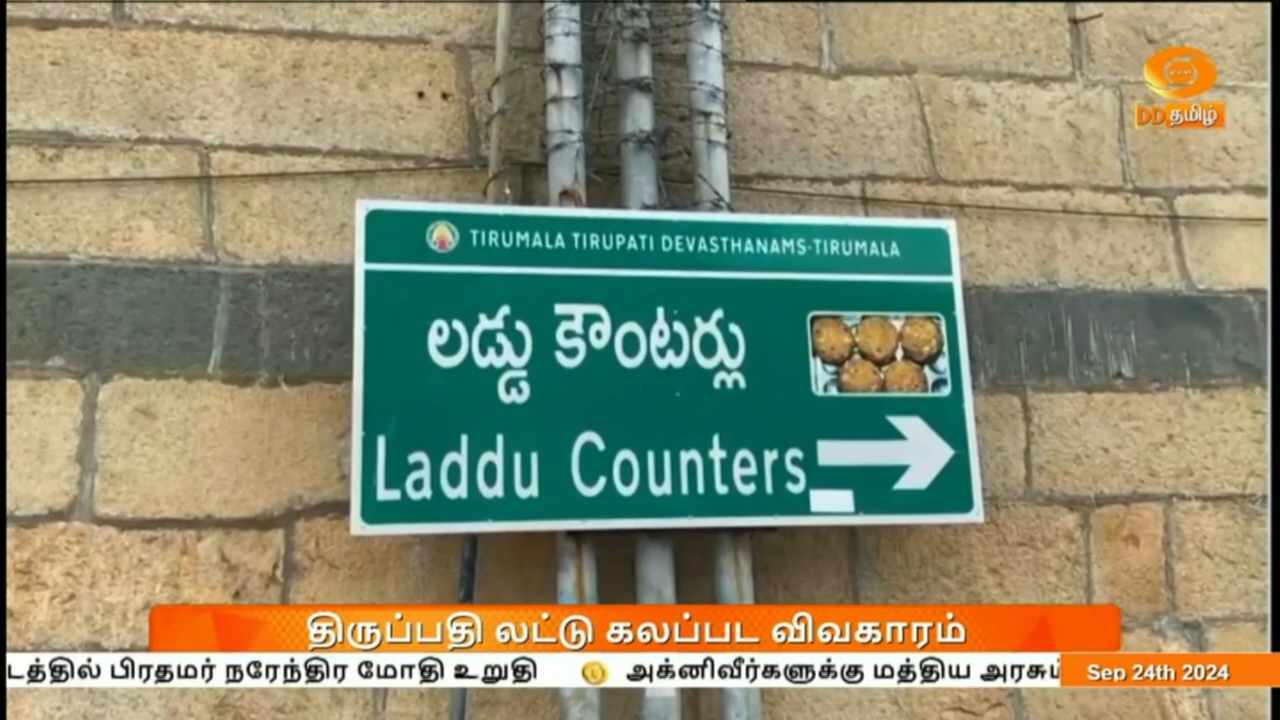 DD தமிழ்
TIRUMALA TIRUPATI DEVASTHANAMS-TIRUMALA
లడ్డు కౌంటర్లు
Laddu Counters
திருப்பதி லட்டு கலப்பட விவகாரம்
டத்தில் பிரதமர் நரேந்திர மோதி உறுதி அக்னிவீர்களுக்கு மத்திய அரசும்
Sep 24th 2024